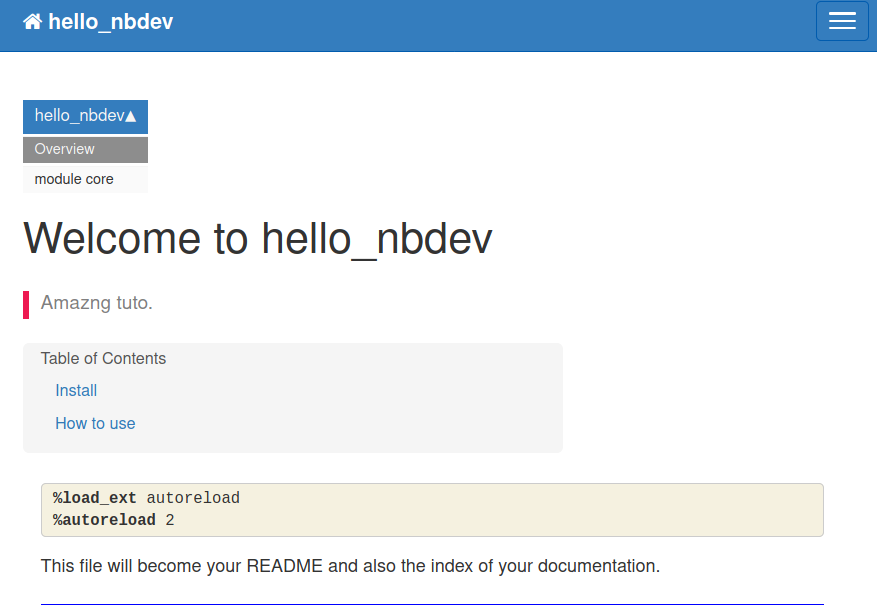 hello_nbdev
hello_nbdev▲
Overview
module core
Welcome to hello_nbdev
Amazng tuto.
Table of Contents
Install
How to use
%load_ext autoreload
%autoreload 2
This file will become your README and also the index of your documentation.